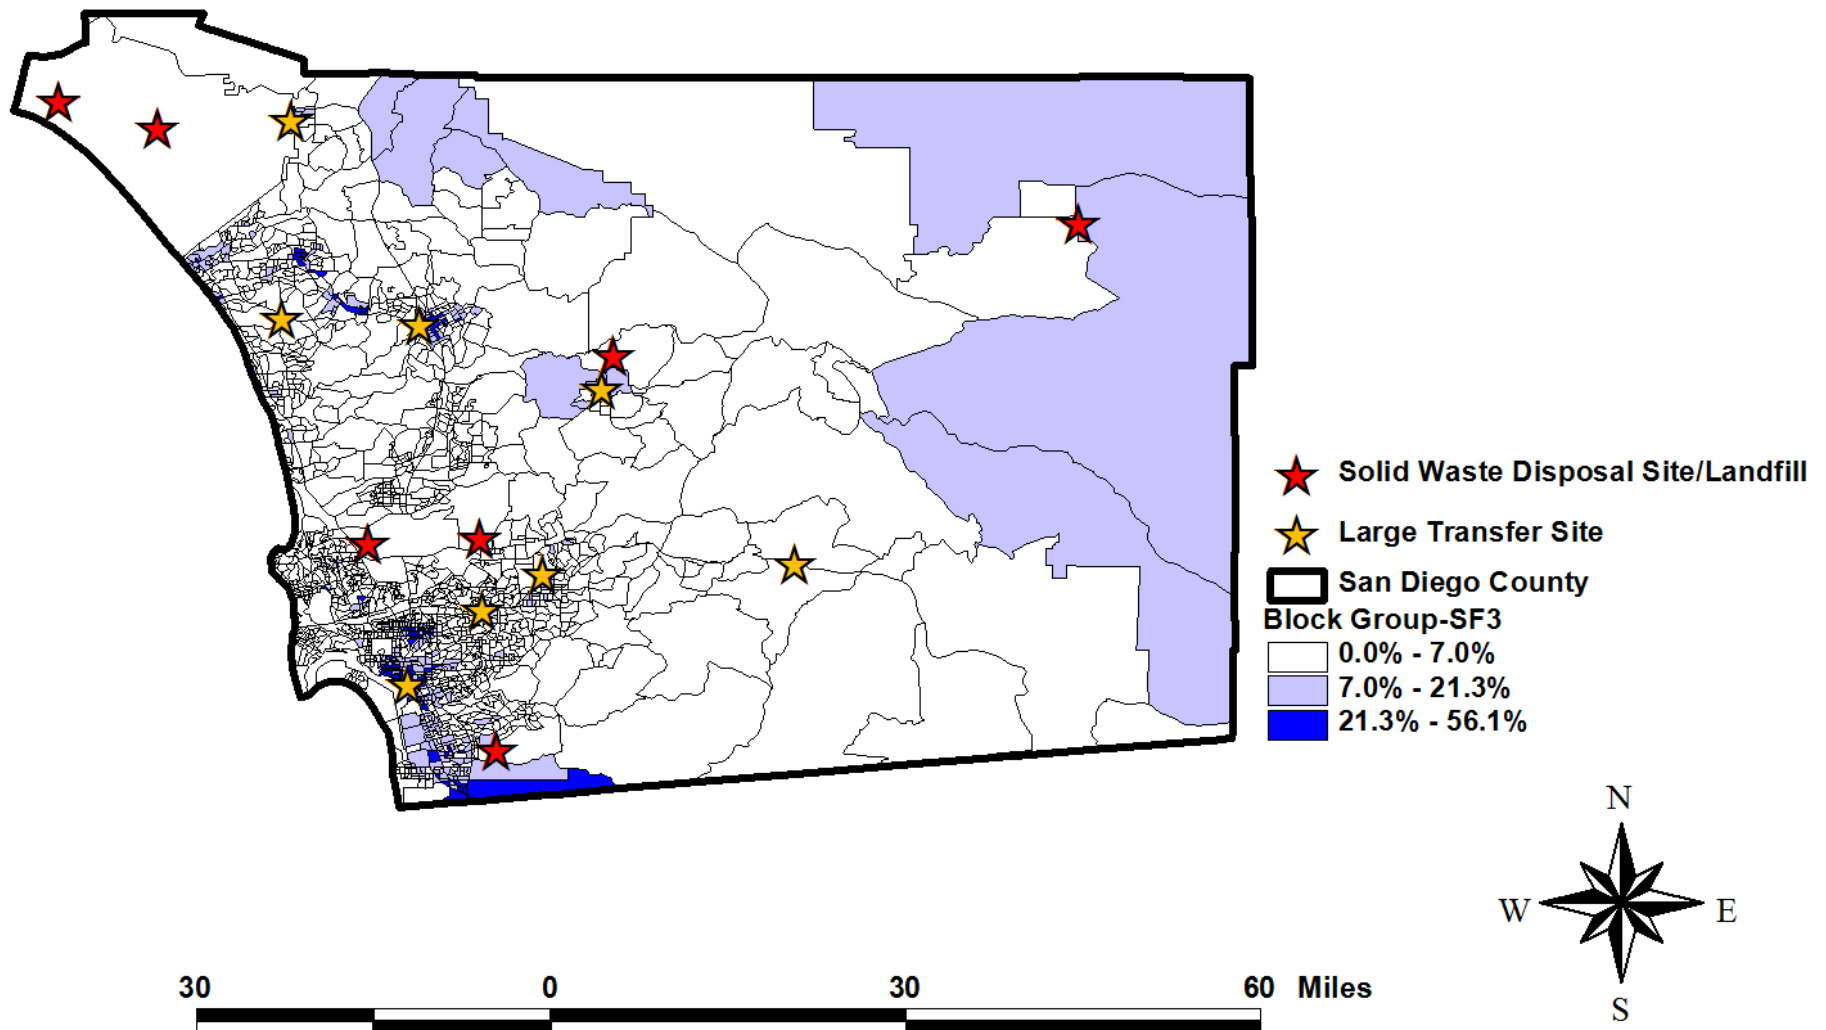 Solid Waste Disposal Site/Landfill
Large Transfer Site
San Diego County
Block Group-SF3
0.0% - 7.0%
7.0% - 21.3%
21.3% - 56.1%
N
W E
S
30 0 30 60 Miles